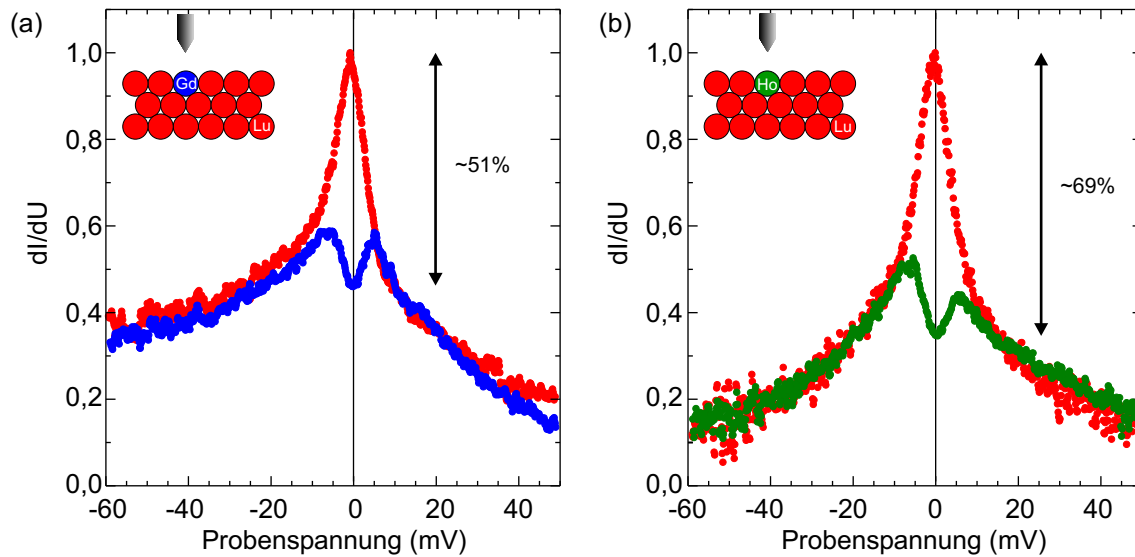 (a)
Gd
Lu
~51%
1,0
0,8
0,6
0,4
0,2
0,0
dI/dU
-60 -40 -20 0 20 40
Probenspannung (mV)
(b)
Ho
Lu
~69%
1,0
0,8
0,6
0,4
0,2
0,0
dI/dU
-60 -40 -20 0 20 40
Probenspannung (mV)